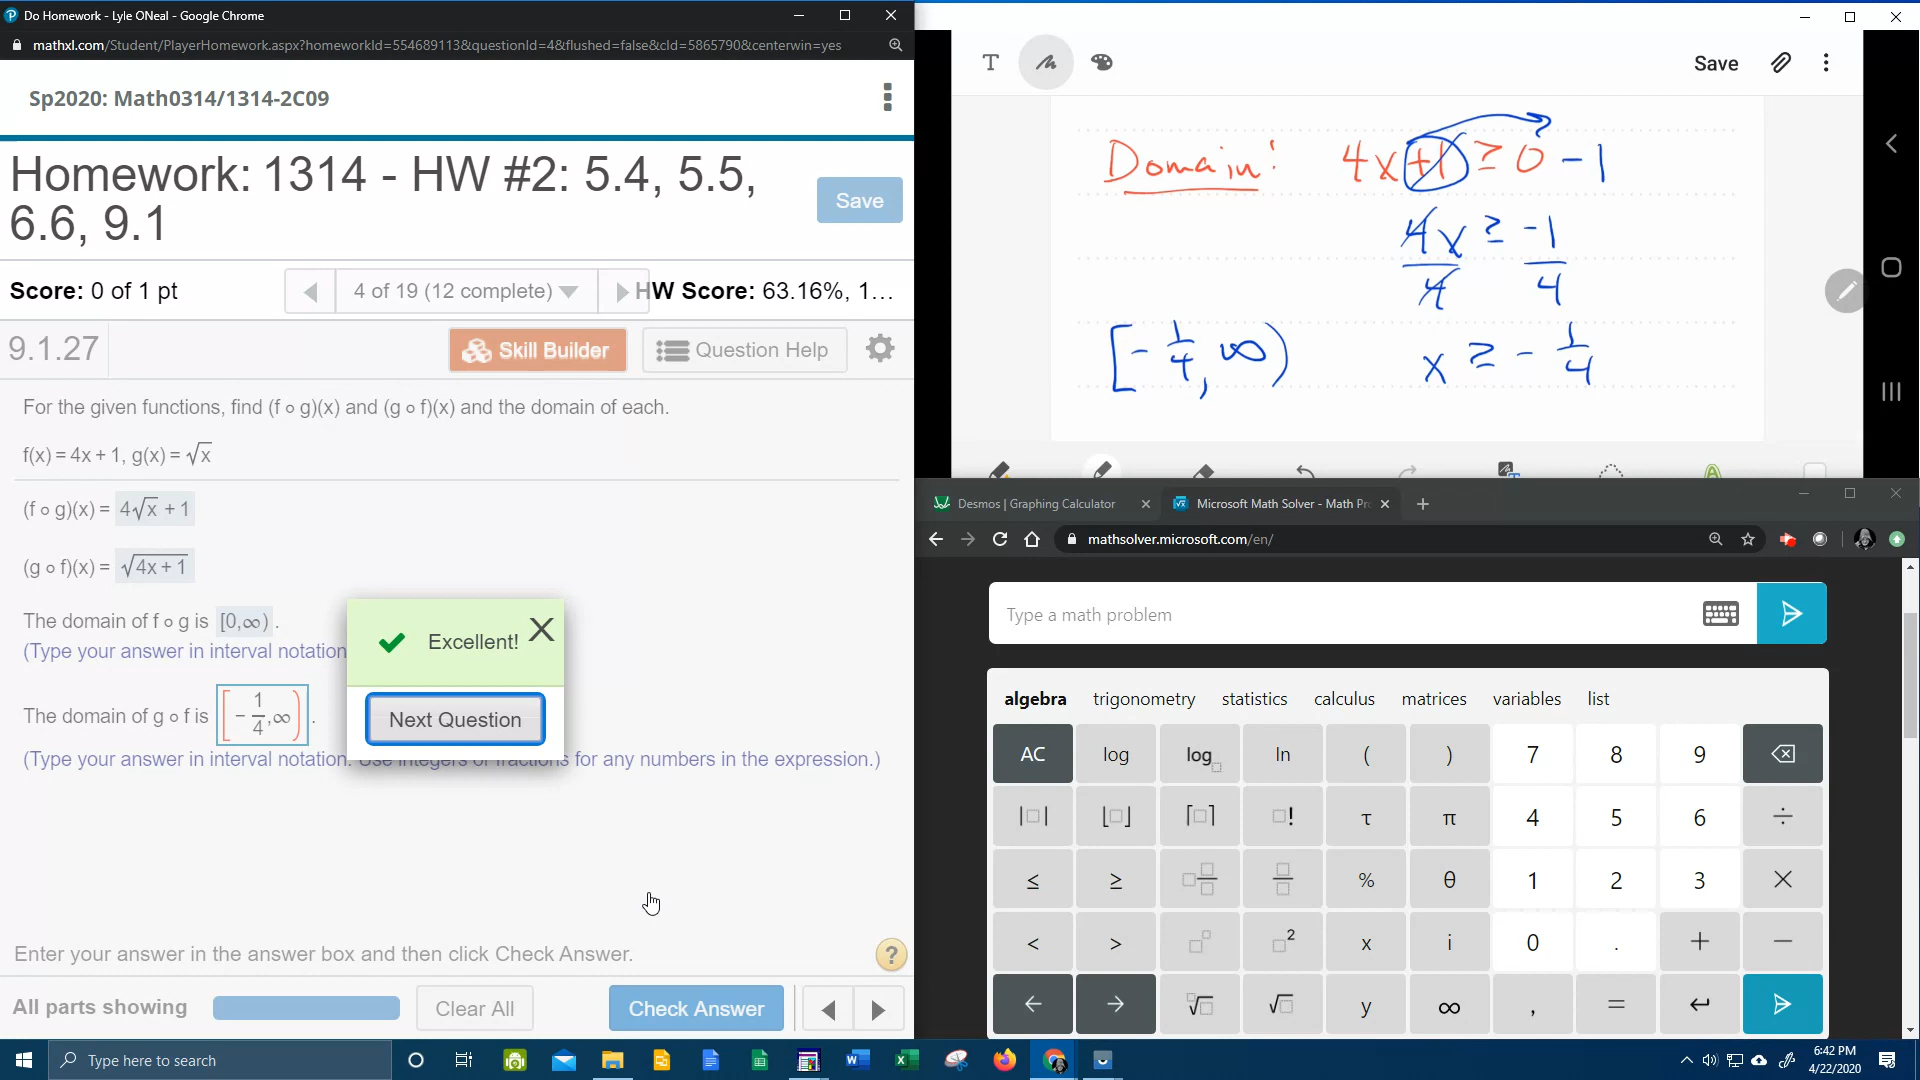 Do Homework - Lyle ONeal - Google Chrome
mathxl.com/Student/PlayerHomework.aspx?homeworkId=554689113&questionId=4&flushed=false&cId=5865790&centerwin=yes
Sp2020: Math0314/1314-2C09
Homework: 1314 - HW #2: 5.4, 5.5,
6.6, 9.1
Save
Score: 0 of 1 pt
4 of 19 (12 complete)
HW Score: 63.16%, 1...
9.1.27
Skill Builder
Question Help
For the given functions, find (f∘g)(x) and (g∘f)(x) and the domain of each.
f(x) = 4x + 1, g(x) = √x
(f∘g)(x) = 4√x + 1
(g∘f)(x) = √(4x + 1)
The domain of f∘g is [0,∞).
(Type your answer in interval notation
The domain of g∘f is [-1/4,∞).
(Type your answer in interval notation. Use integers or fractions for any numbers in the expression.)
Excellent!
Next Question
Enter your answer in the answer box and then click Check Answer.
?
All parts showing
Clear All
Check Answer
T
Save
Domain: 4x+1 ≥ 0 -1
4x ≥ -1
4 4
[-1/4, ∞) x ≥ -1/4
Desmos | Graphing Calculator
Microsoft Math Solver - Math Pr
mathsolver.microsoft.com/en/
Type a math problem
algebra trigonometry statistics calculus matrices variables list
AC log log□ ln ( ) 7 8 9
|□| ⌊□⌋ ⌈□⌉ □! τ π 4 5 6 ÷
≤ ≥ □□/□ □/□ % θ 1 2 3 ×
< > □^□ □² x i 0 . + −
← → □√□ √□ y ∞ , = ↵
Type here to search
6:42 PM
4/22/2020